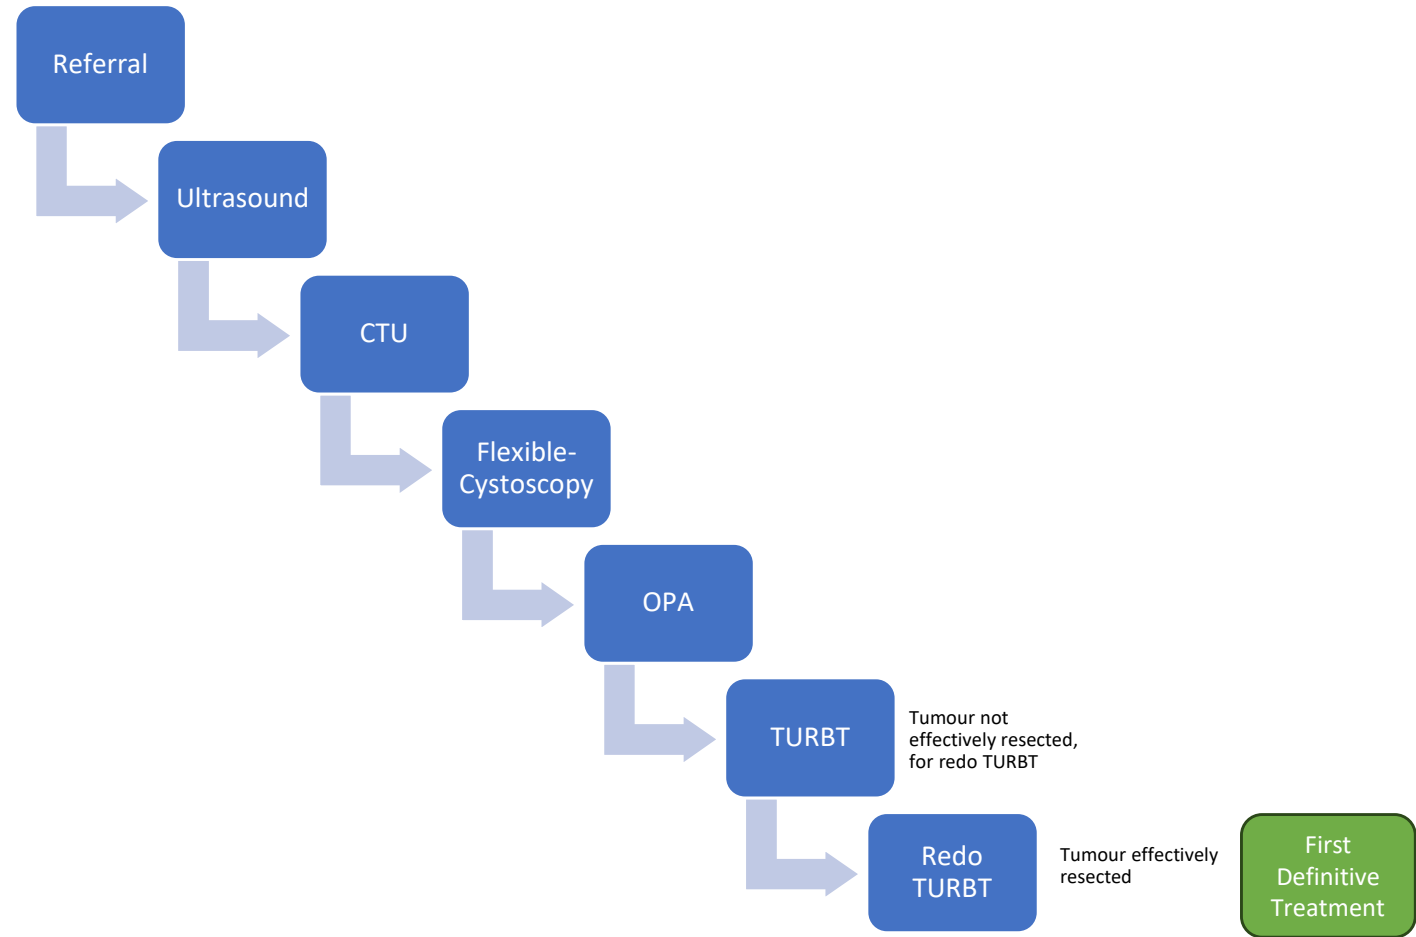 Referral
Ultrasound
CTU
Flexible-
Cystoscopy
OPA
TURBT
Tumour not
effectively resected,
for redo TURBT
Redo
TURBT
Tumour effectively
resected
First
Definitive
Treatment